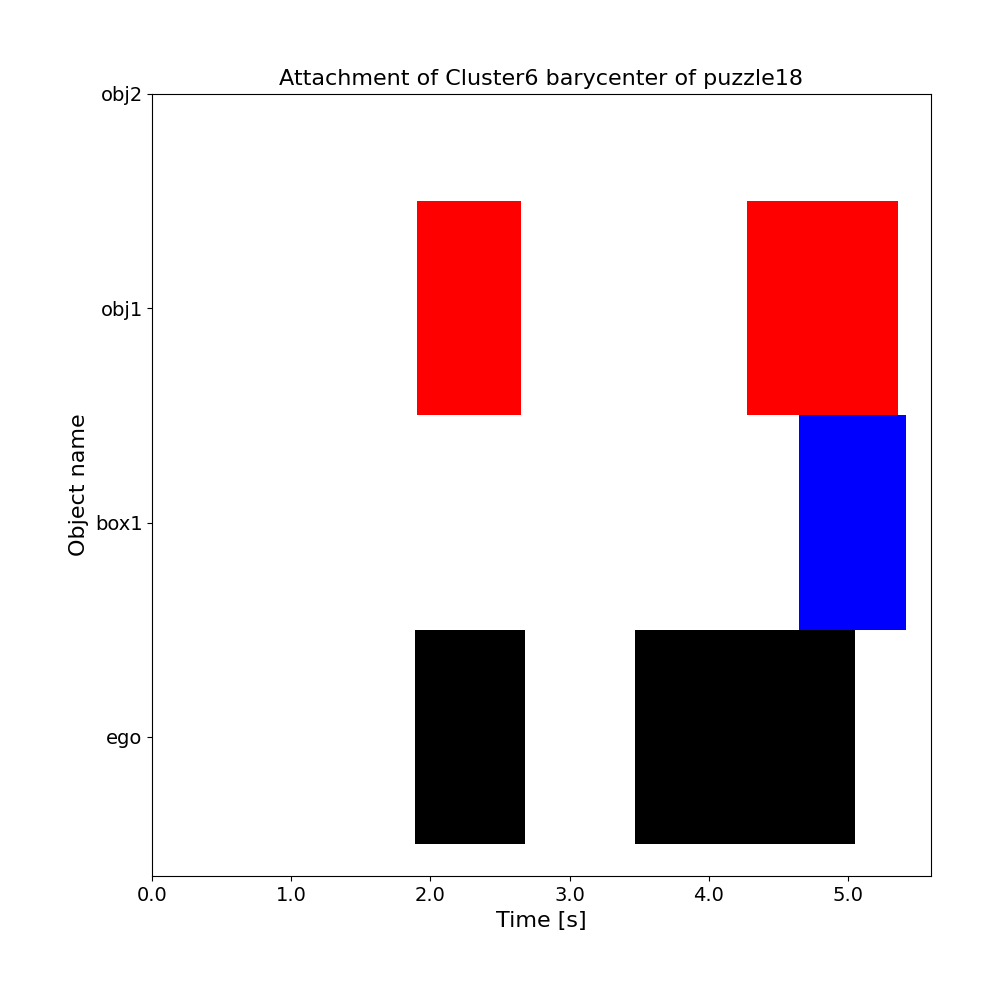 Attachment of Cluster6 barycenter of puzzle18
obj2
obj1
box1
ego
Object name
0.0 1.0 2.0 3.0 4.0 5.0
Time [s]